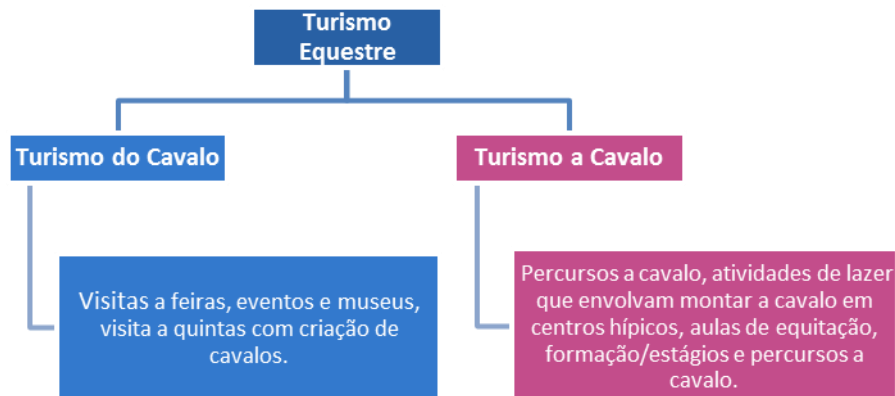 Turismo
Equestre
Turismo do Cavalo
Turismo a Cavalo
Visitas a feiras, eventos e museus,
visita a quintas com criação de
cavalos.
Percursos a cavalo, atividades de lazer
que envolvam montar a cavalo em
centros hípicos, aulas de equitação,
formação/estágios e percursos a
cavalo.